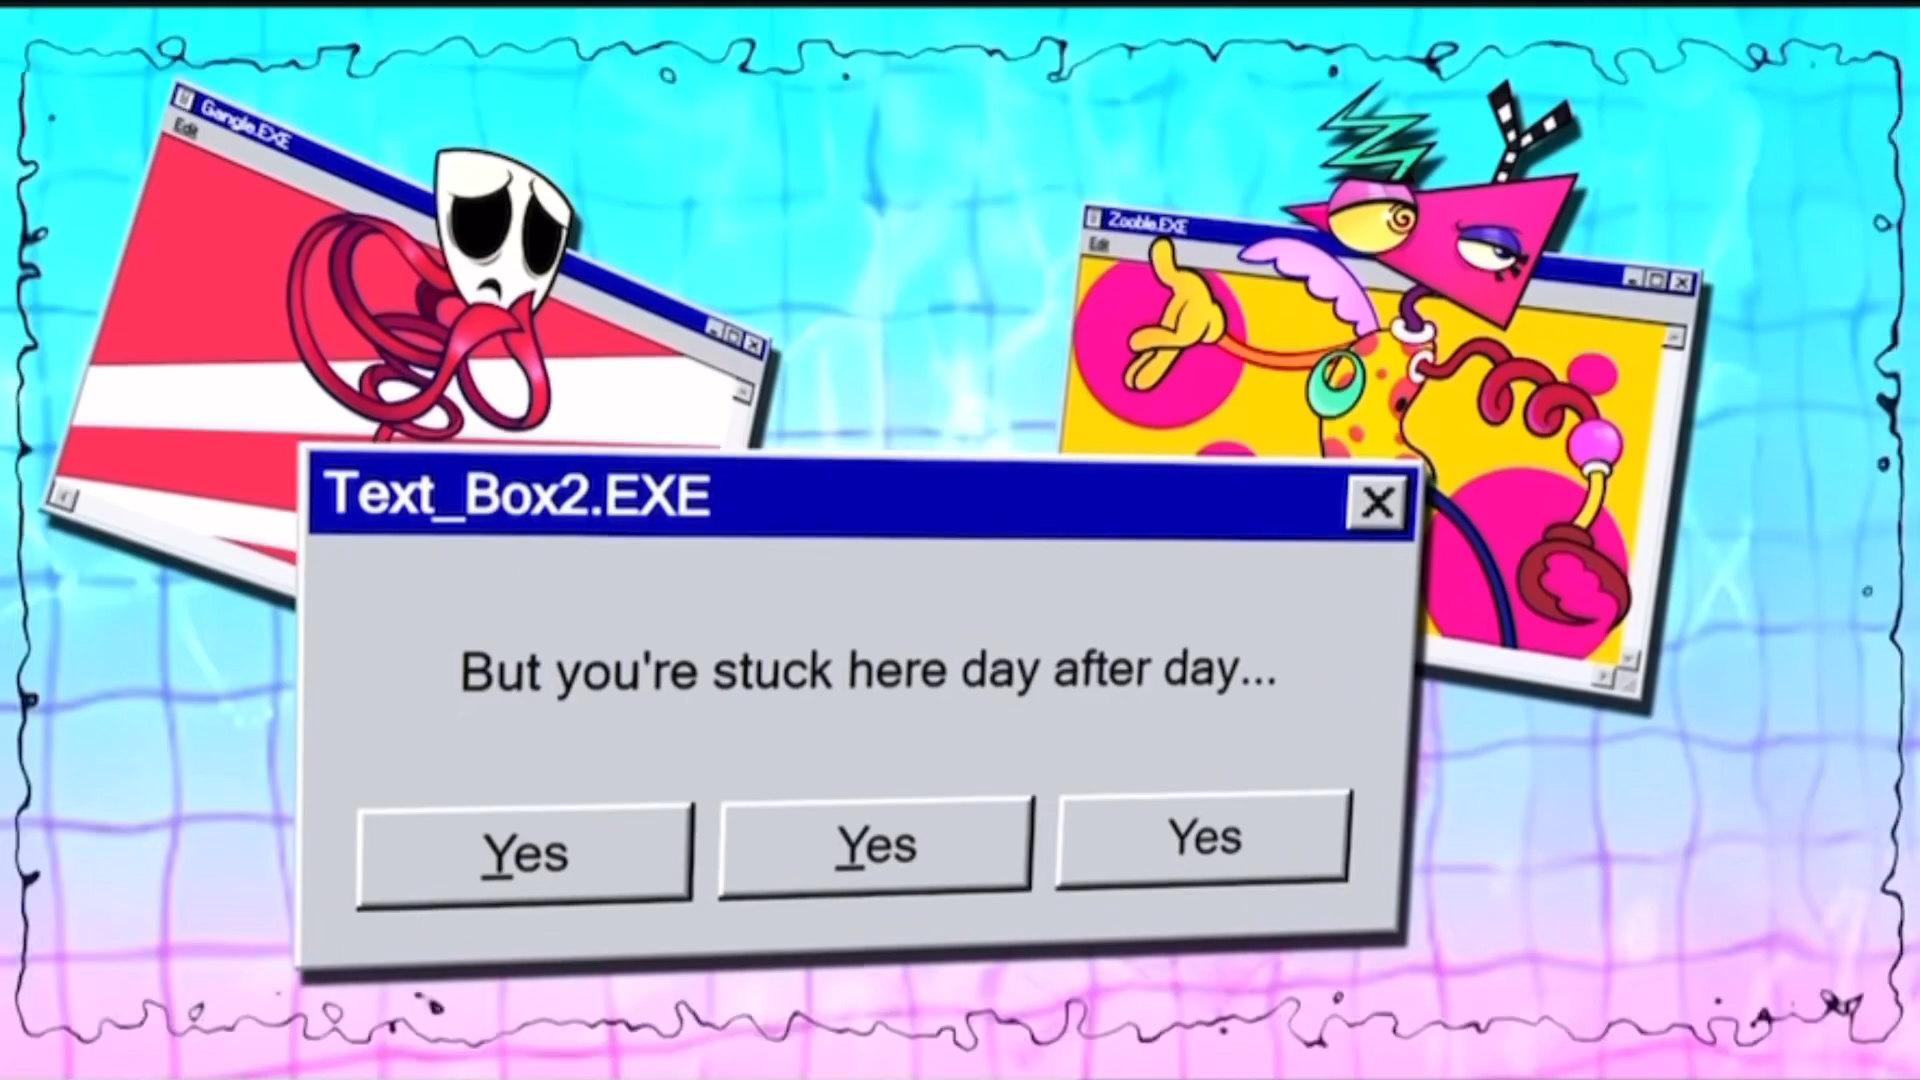 Gangle.EXE
Edit
Zooble.EXE
Edit
Text_Box2.EXE
But you're stuck here day after day...
Yes
Yes
Yes